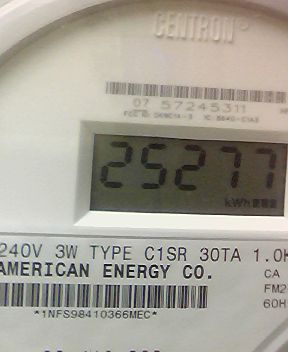 CENTRON®
07 57245311
25277
kWh
240V 3W TYPE C1SR 30TA 1.0K
AMERICAN ENERGY CO.
CA
FM2
60H
*1NFS98410366MEC*